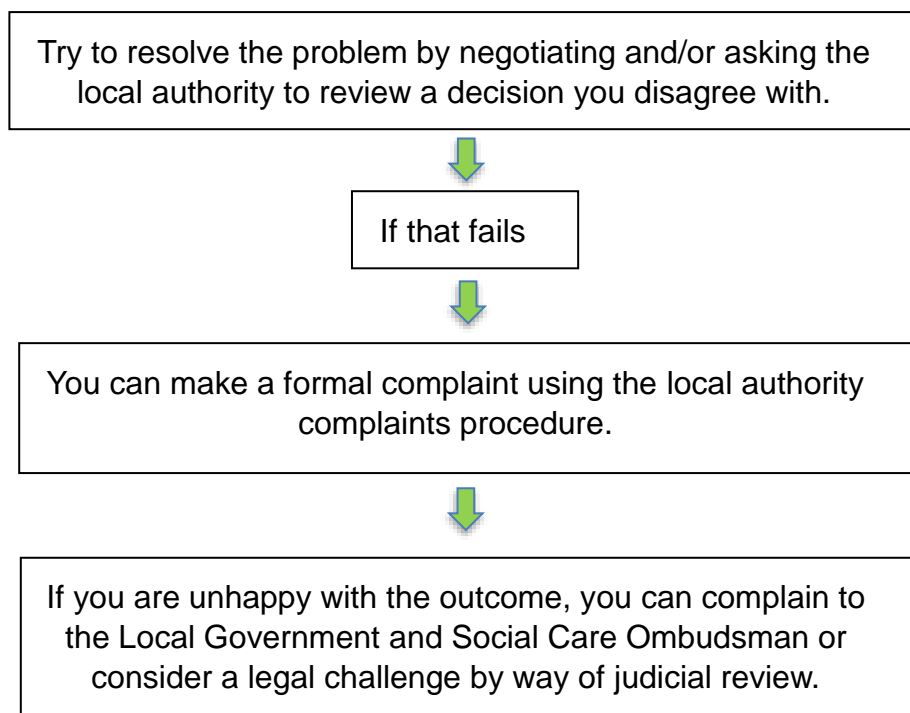 Try to resolve the problem by negotiating and/or asking the
local authority to review a decision you disagree with.
If that fails
You can make a formal complaint using the local authority
complaints procedure.
If you are unhappy with the outcome, you can complain to
the Local Government and Social Care Ombudsman or
consider a legal challenge by way of judicial review.